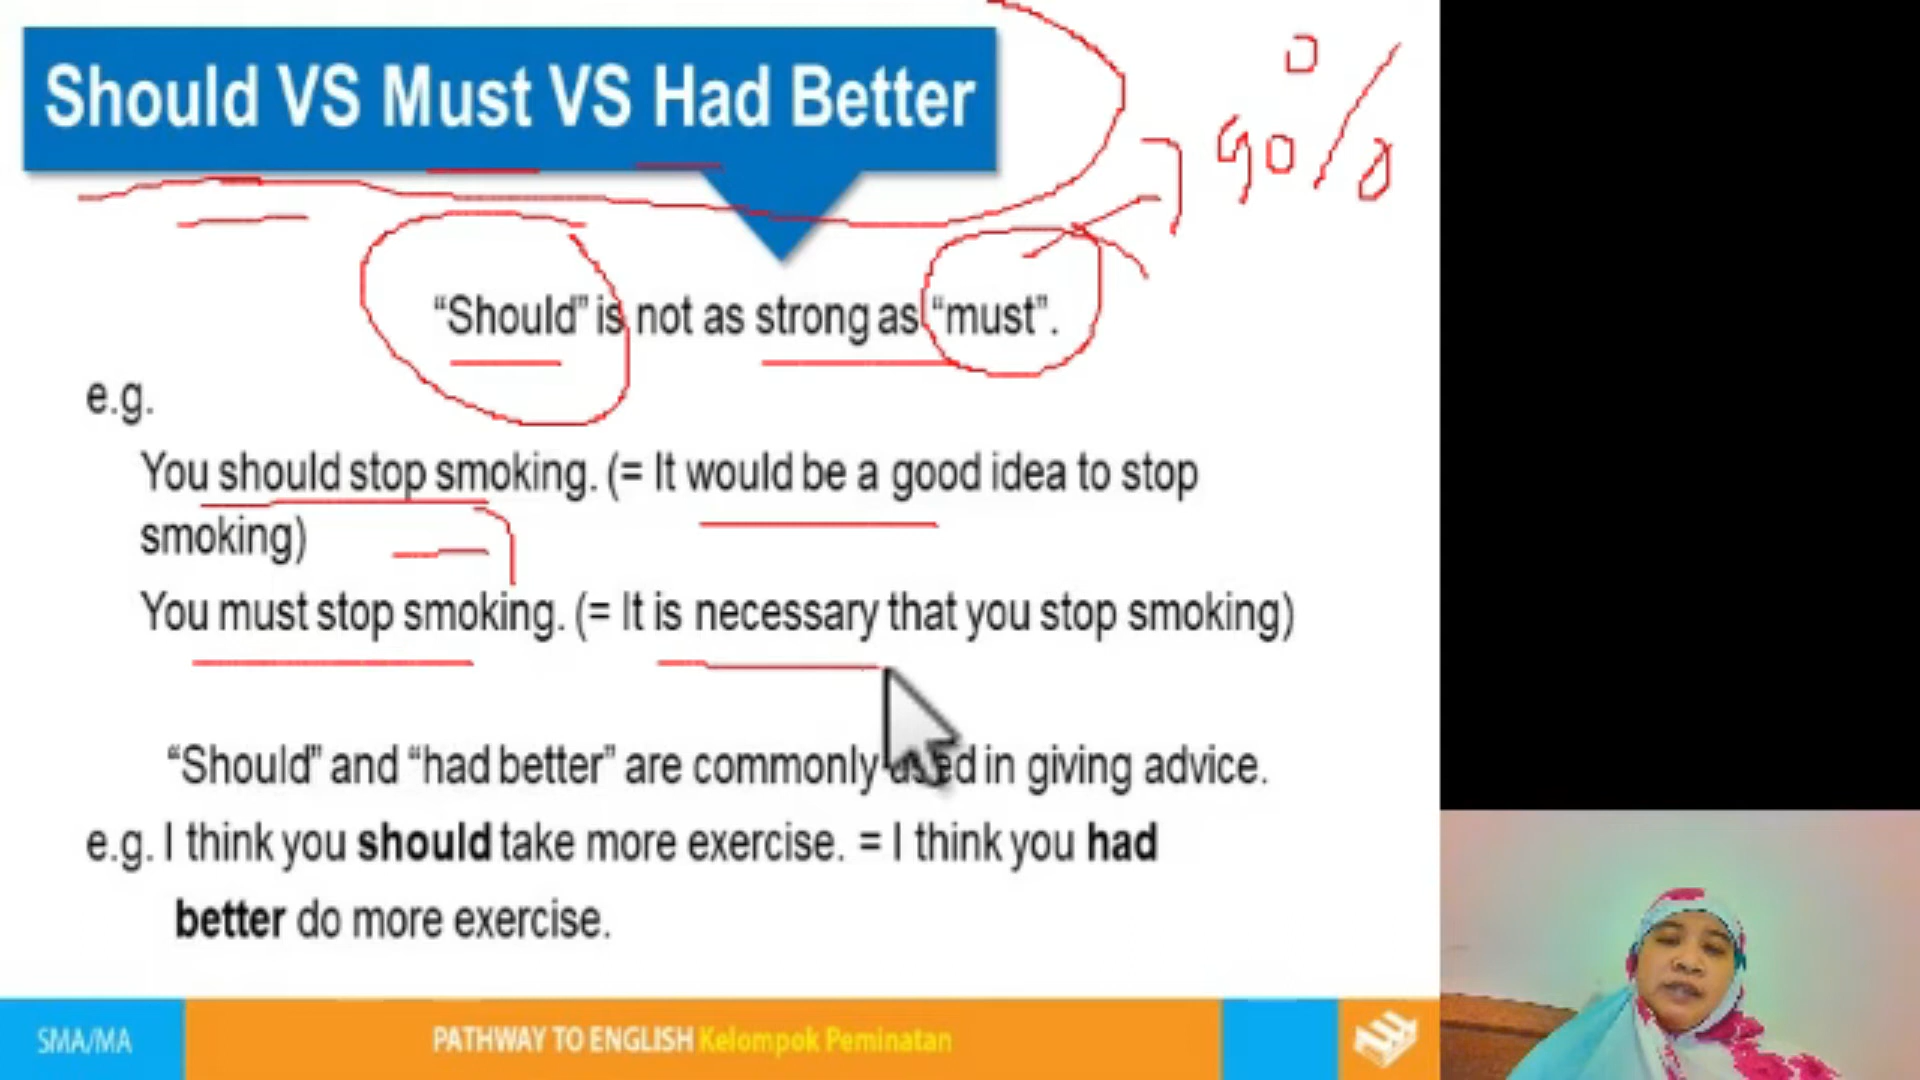 Should VS Must VS Had Better
90%
“Should” is not as strong as “must”.
e.g.
You should stop smoking. (= It would be a good idea to stop
smoking)
You must stop smoking. (= It is necessary that you stop smoking)
“Should” and “had better” are commonly used in giving advice.
e.g. I think you should take more exercise. = I think you had
better do more exercise.
SMA/MA
PATHWAY TO ENGLISH Kelompok Peminatan